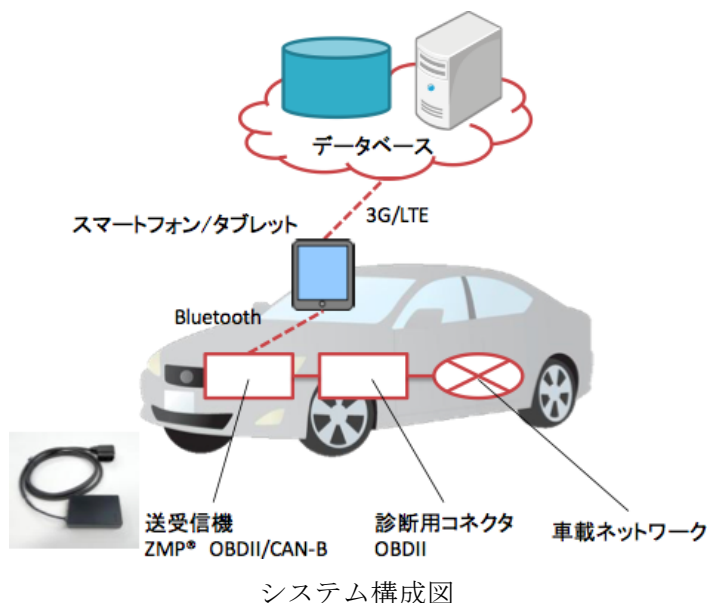 データベース
3G/LTE
スマートフォン/タブレット
Bluetooth
送受信機
ZMP® OBDII/CAN-B
診断用コネクタ
OBDII
車載ネットワーク
システム構成図